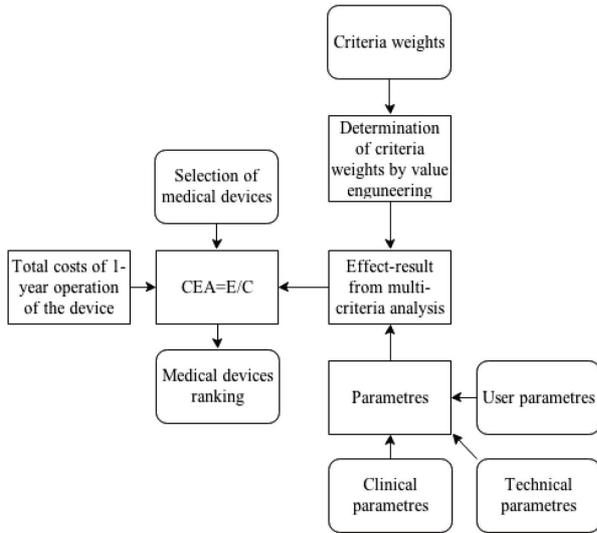 Criteria weights
Determination
of criteria
weights by value
enguneering
Selection of
medical devices
Total costs of 1-
year operation
of the device
CEA=E/C
Effect-result
from multi-
criteria analysis
Medical devices
ranking
Parametres
User parametres
Clinical
parametres
Technical
parametres